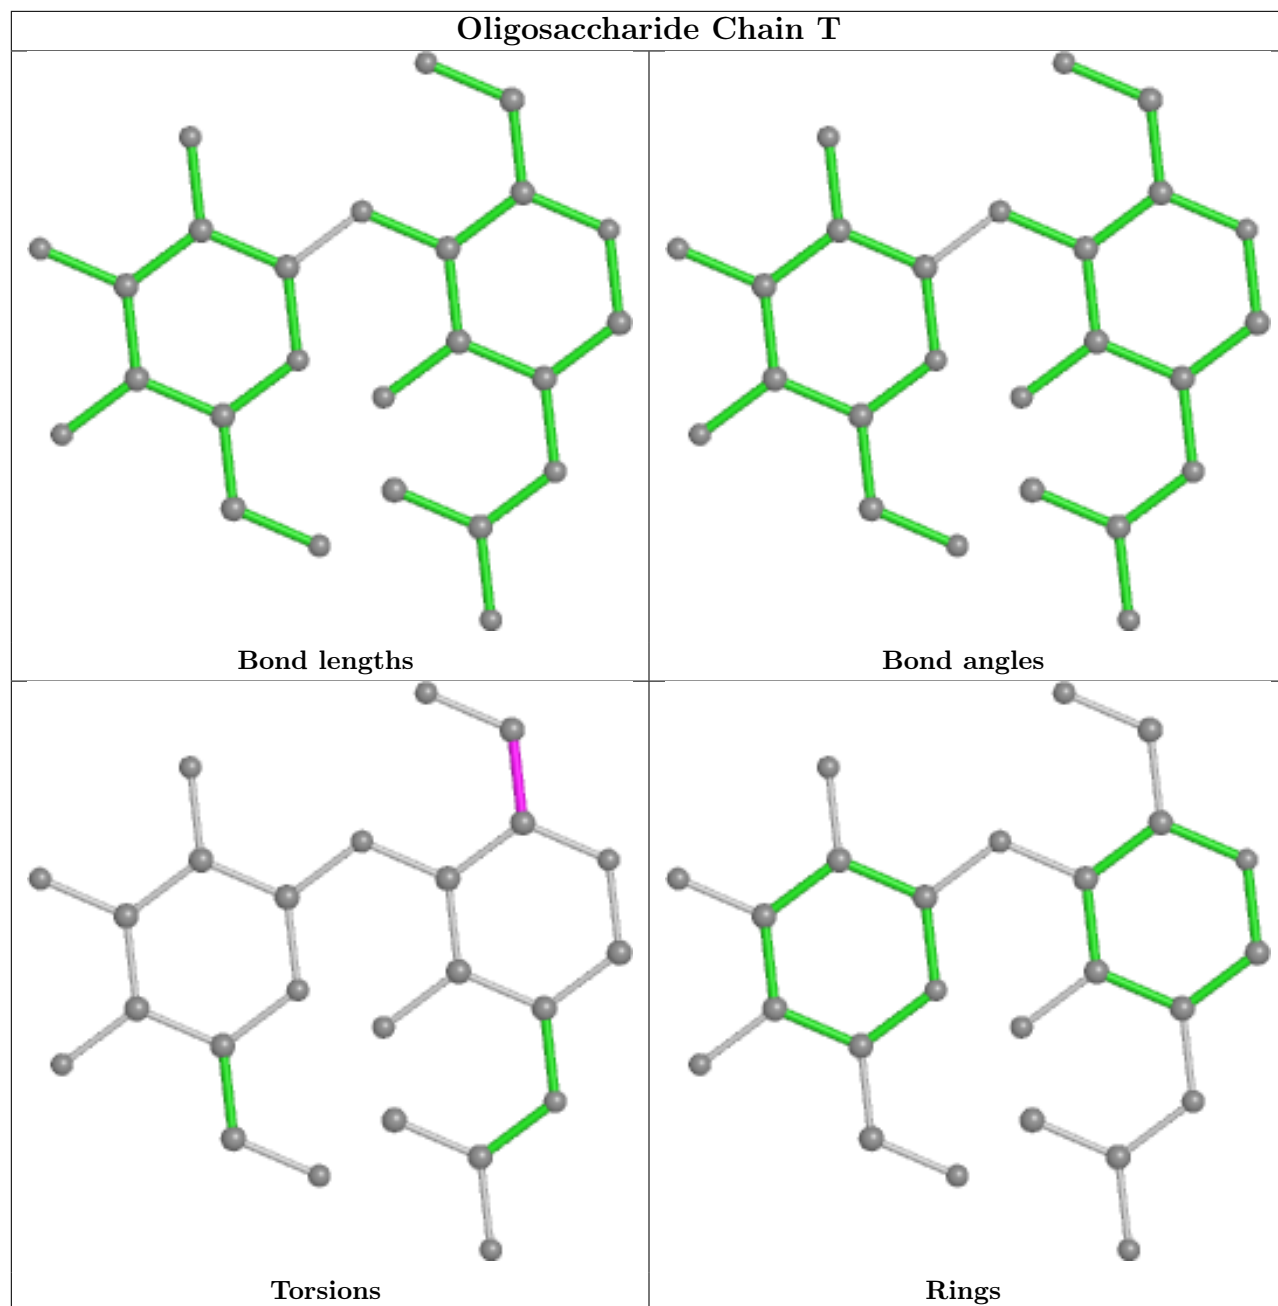 Oligosaccharide Chain T
Bond lengths
Bond angles
Torsions
Rings